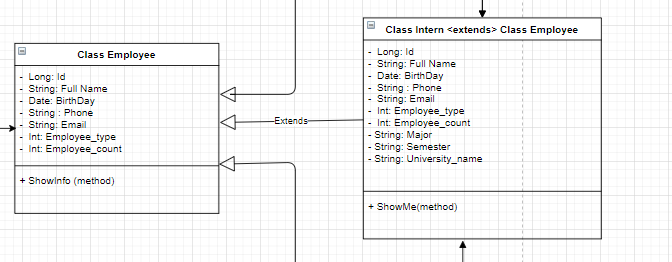 Class Employee
- Long: Id
- String: Full Name
- Date: BirthDay
- String : Phone
- String: Email
- Int: Employee_type
- Int: Employee_count
+ ShowInfo (method)
Extends
Class Intern <extends> Class Employee
- Long: Id
- String: Full Name
- Date: BirthDay
- String : Phone
- String: Email
- Int: Employee_type
- Int: Employee_count
- String: Major
- String: Semester
- String: University_name
+ ShowMe(method)